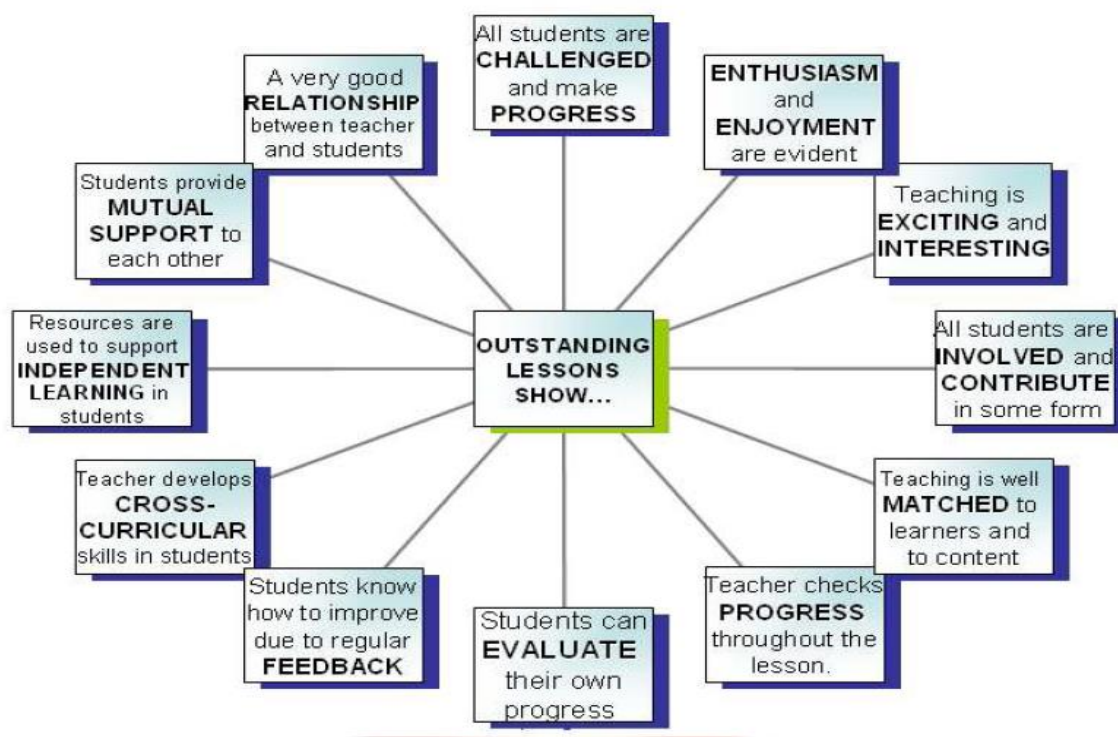 All students are
CHALLENGED
and make
PROGRESS
ENTHUSIASM
and
ENJOYMENT
are evident
Teaching is
EXCITING and
INTERESTING
All students are
INVOLVED and
CONTRIBUTE
in some form
Teaching is well
MATCHED to
learners and
to content
Teacher checks
PROGRESS
throughout the
lesson.
Students can
EVALUATE
their own
progress
Students know
how to improve
due to regular
FEEDBACK
Teacher develops
CROSS-
CURRICULAR
skills in students
Resources are
used to support
INDEPENDENT
LEARNING in
students
Students provide
MUTUAL
SUPPORT to
each other
A very good
RELATIONSHIP
between teacher
and students
OUTSTANDING
LESSONS
SHOW...